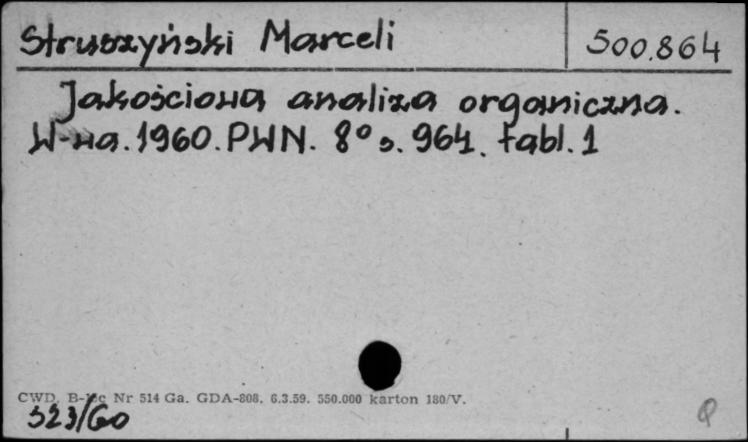 Struszyński Marceli 500.864
Jakościowa analiza organiczna.
W-wa. 1960. PWN. 8° s. 964. tabl. 1
CWD. Nr 514 Ga. GDA-808. 6.3.59. 550.000 karton 180/V.
523/60